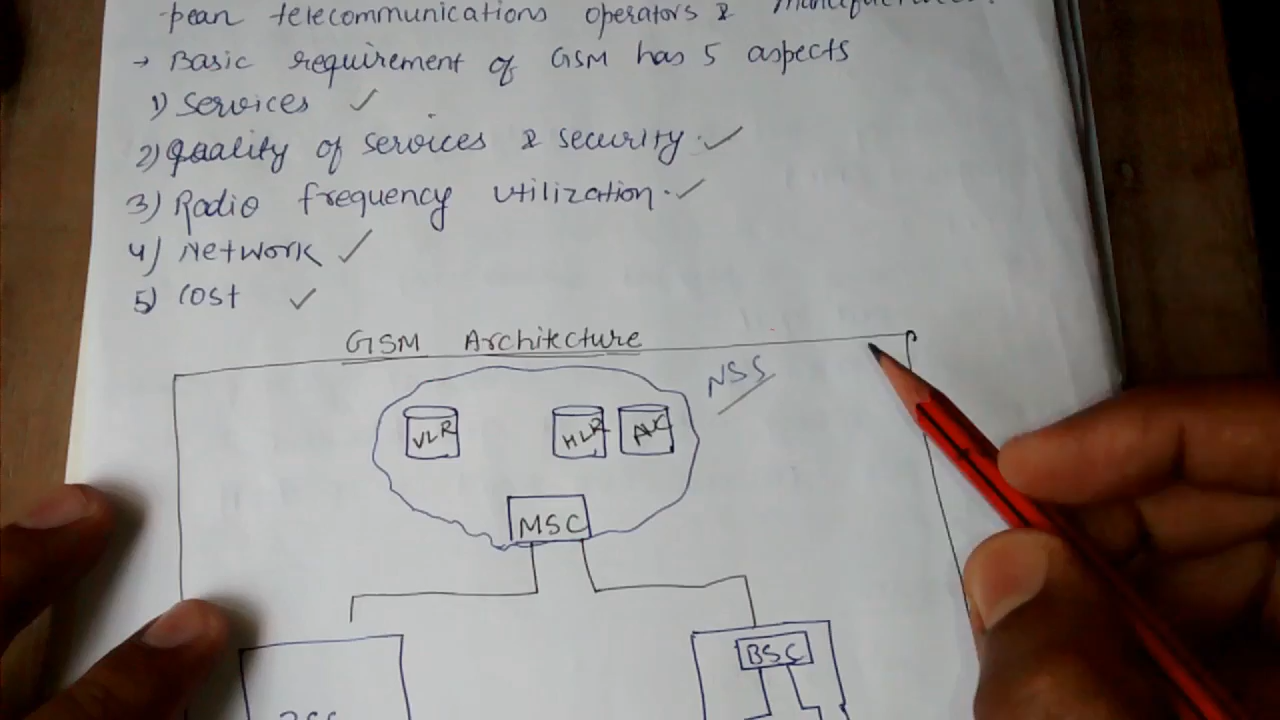 pean telecommunications operators &
→ Basic requirement of GSM has 5 aspects
1) Services ✓
2) Quality of services & security. ✓
3) Radio frequency utilization. ✓
4) Network ✓
5) Cost ✓
GSM Architecture
NSS
VLR HLR AUC
MSC
BSC